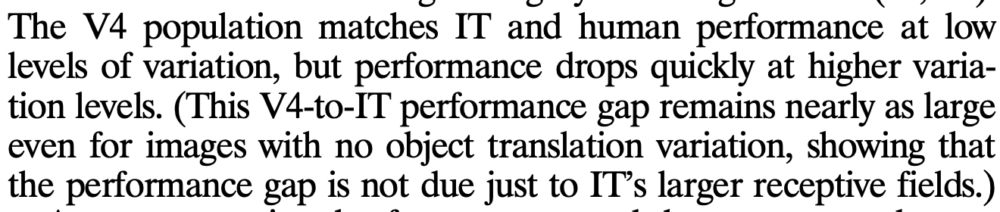 The V4 population matches IT and human performance at low
levels of variation, but performance drops quickly at higher varia-
tion levels. (This V4-to-IT performance gap remains nearly as large
even for images with no object translation variation, showing that
the performance gap is not due just to IT’s larger receptive fields.)